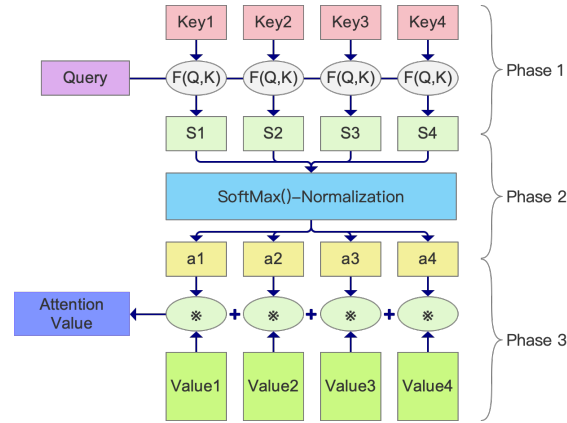 Key1 Key2 Key3 Key4
Query F(Q,K) F(Q,K) F(Q,K) F(Q,K) Phase 1
S1 S2 S3 S4
SoftMax()-Normalization Phase 2
a1 a2 a3 a4
Attention
Value
※ + ※ + ※ + ※
Phase 3
Value1 Value2 Value3 Value4